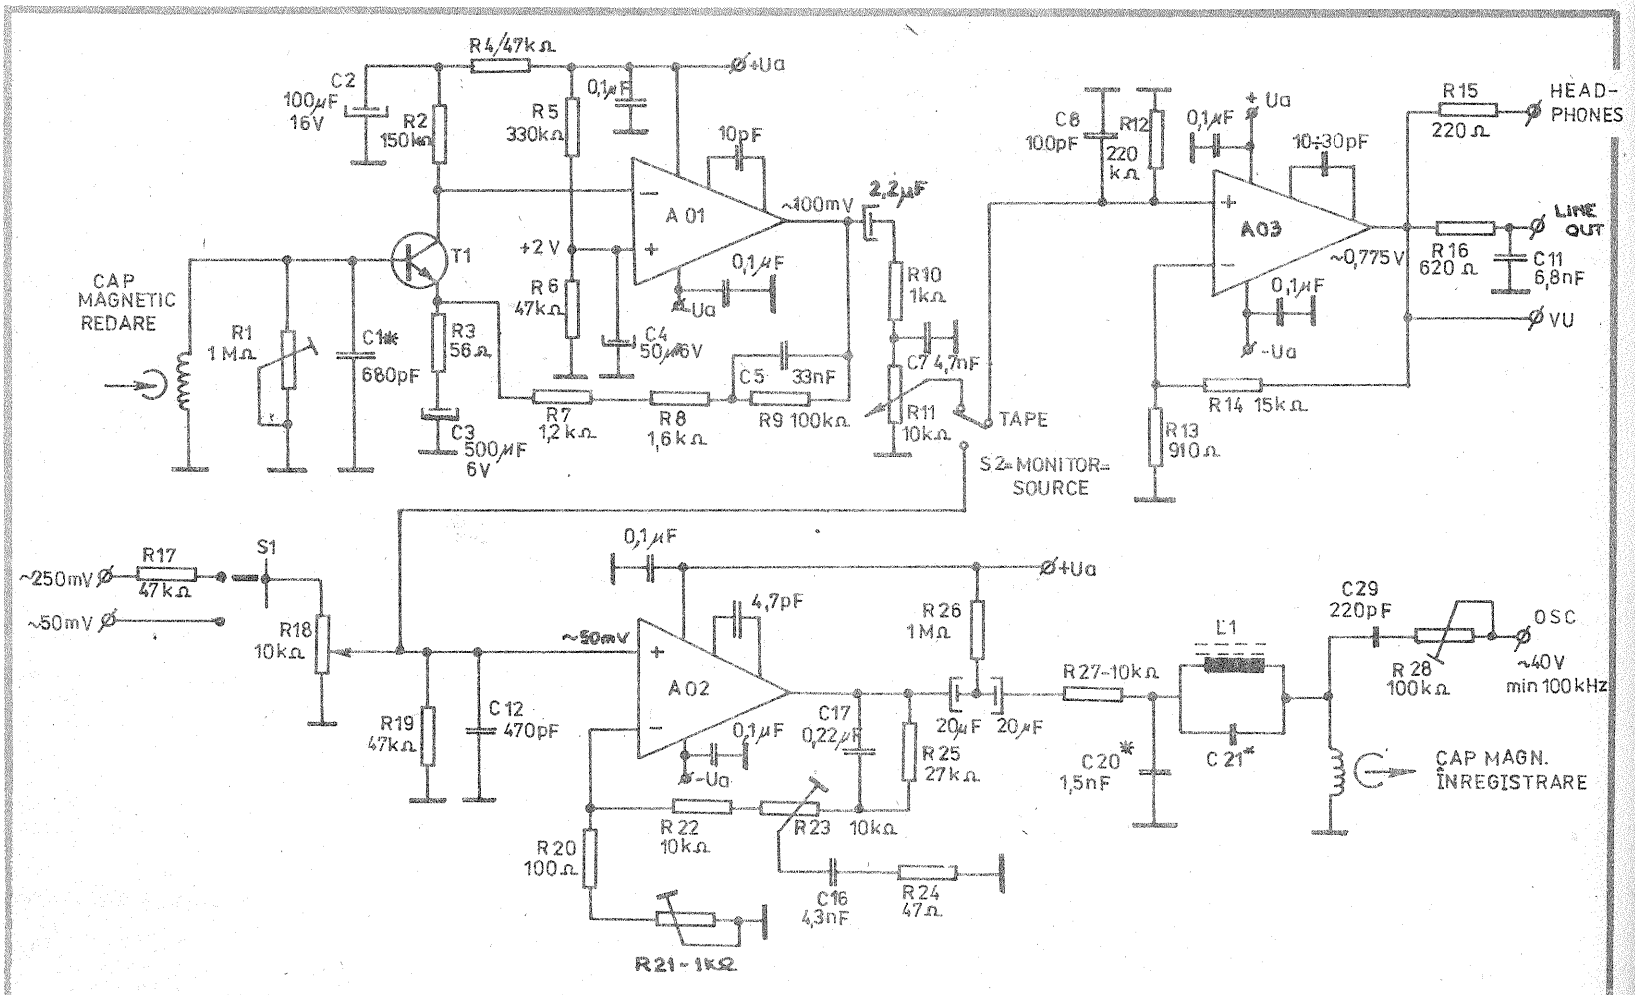 R4/47kΩ
+Ua
C2
100µF
16V
R2
150kΩ
R5
330kΩ
0,1µF
10pF
−
A01
+
~100mV
2,2µF
+2V
T1
0,1µF
-Ua
R6
47kΩ
C4
50µF
6V
CAP
MAGNETIC
REDARE
R1
1MΩ
C1*
680pF
R3
56Ω
C3
500µF
6V
R7
1,2kΩ
R8
1,6kΩ
C5
33nF
R9 100kΩ
R10
1kΩ
C7 4,7nF
R11
10kΩ
TAPE
S2=MONITOR=
SOURCE
C8
100pF
R12
220
kΩ
0,1µF
+Ua
10÷30pF
+
A03
−
~0,775V
0,1µF
-Ua
R14 15kΩ
R13
910Ω
R15
220Ω
HEAD-
PHONES
LINE
OUT
R16
620Ω
C11
6,8nF
VU
~250mV
R17
47kΩ
S1
~50mV
R18
10kΩ
R19
47kΩ
C12
470pF
0,1µF
+Ua
4,7pF
~50mV
+
A02
−
0,1µF
-Ua
R20
100Ω
R21-1kΩ
R22
10kΩ
R23
10kΩ
C16
4,3nF
R24
47Ω
C17
0,22µF
R25
27kΩ
R26
1MΩ
20µF
20µF
R27-10kΩ
C20*
1,5nF
L1
C21*
C29
220pF
R28
100kΩ
OSC
~40V
min 100kHz
CAP MAGN.
ÎNREGISTRARE